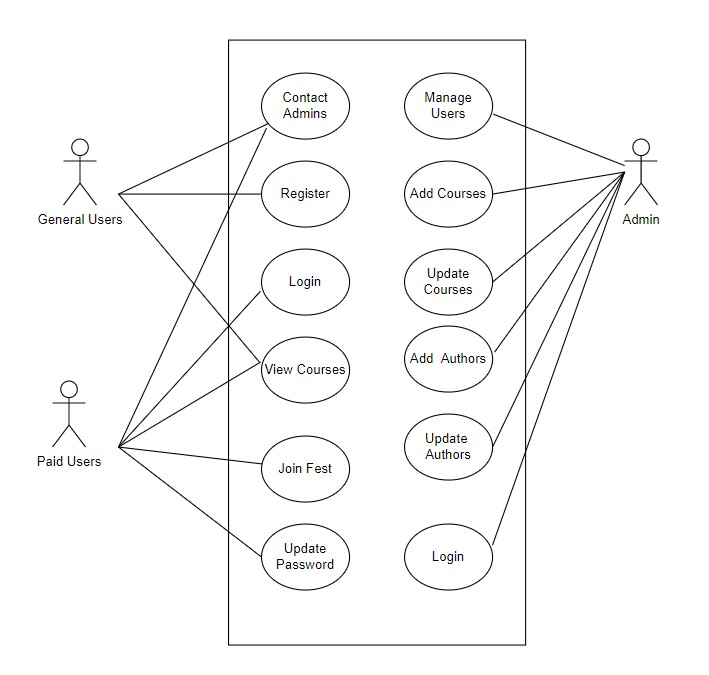 Contact
Admins
Manage
Users
General Users
Register
Add Courses
Admin
Login
Update
Courses
View Courses
Add  Authors
Paid Users
Join Fest
Update
Authors
Update
Password
Login